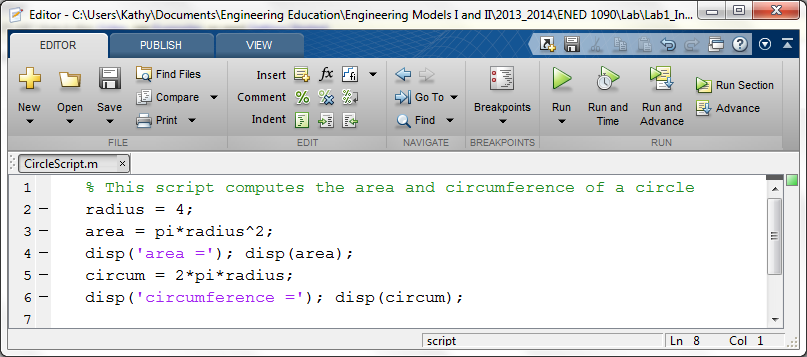 Editor - C:\Users\Kathy\Documents\Engineering Education\Engineering Models I and II\2013_2014\ENED 1090\Lab\Lab1_In...
EDITOR PUBLISH VIEW
New Open Save
Find Files
Compare
Print
FILE
Insert fx
Comment % %
Indent
EDIT
Go To
Find
NAVIGATE
Breakpoints
BREAKPOINTS
Run Run and Time Run and Advance
Run Section
Advance
RUN
CircleScript.m ×
1 % This script computes the area and circumference of a circle
2 – radius = 4;
3 – area = pi*radius^2;
4 – disp('area ='); disp(area);
5 – circum = 2*pi*radius;
6 – disp('circumference ='); disp(circum);
7
script Ln 8 Col 1